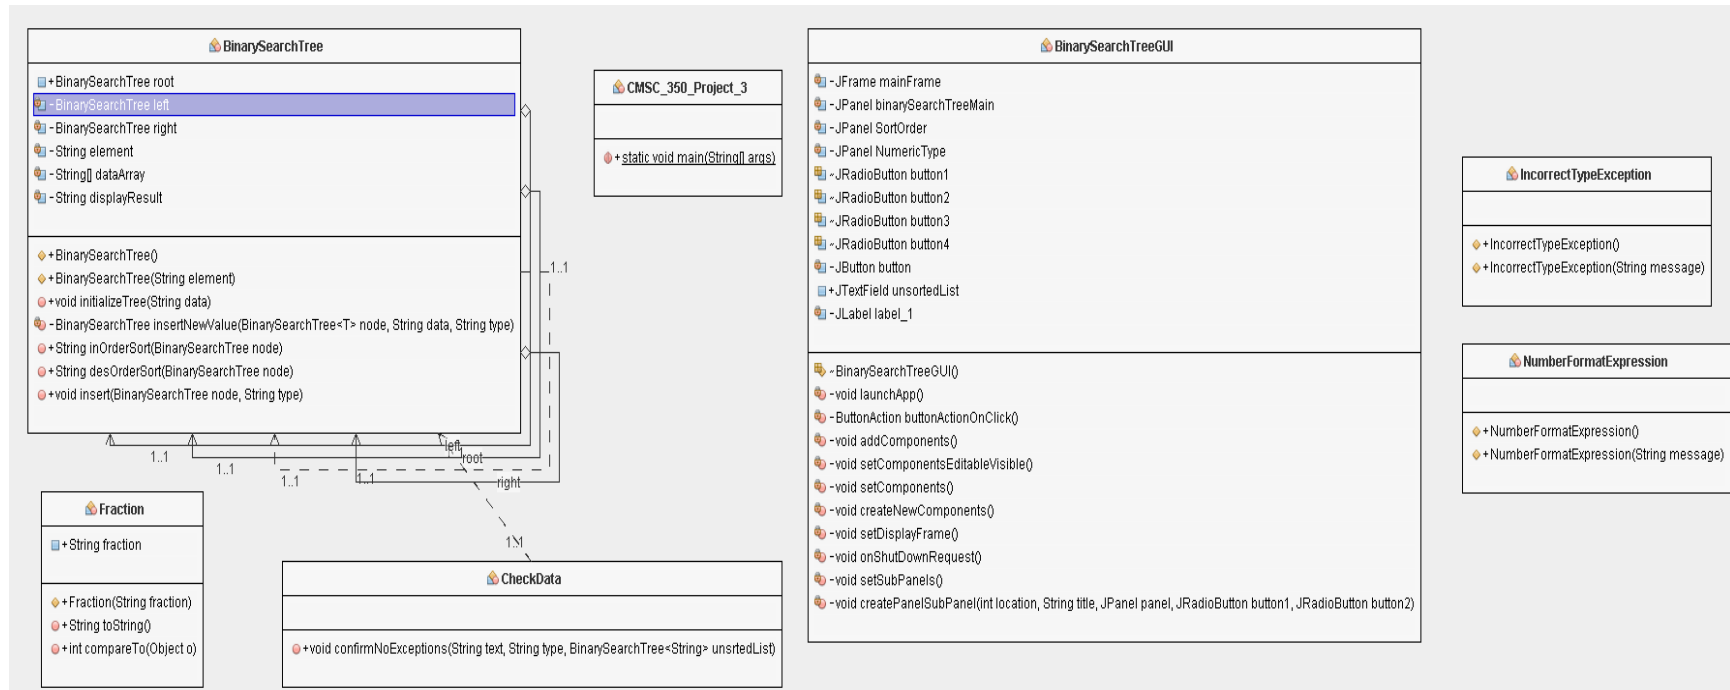 BinarySearchTree
+BinarySearchTree root
-BinarySearchTree left
-BinarySearchTree right
-String element
-String[] dataArray
-String displayResult
+BinarySearchTree()
+BinarySearchTree(String element)
+void initializeTree(String data)
-BinarySearchTree insertNewValue(BinarySearchTree<T> node, String data, String type)
+String inOrderSort(BinarySearchTree node)
+String desOrderSort(BinarySearchTree node)
+void insert(BinarySearchTree node, String type)
1..1
left
1..1
root
1..1
1..1
1..1
right
1..1
CMSC_350_Project_3
+static void main(String[] args)
BinarySearchTreeGUI
-JFrame mainFrame
-JPanel binarySearchTreeMain
-JPanel SortOrder
-JPanel NumericType
~JRadioButton button1
~JRadioButton button2
~JRadioButton button3
~JRadioButton button4
-JButton button
+JTextField unsortedList
-JLabel label_1
~BinarySearchTreeGUI()
-void launchApp()
-ButtonAction buttonActionOnClick()
-void addComponents()
-void setComponentsEditableVisible()
-void setComponents()
-void createNewComponents()
-void setDisplayFrame()
-void onShutDownRequest()
-void setSubPanels()
-void createPanelSubPanel(int location, String title, JPanel panel, JRadioButton button1, JRadioButton button2)
IncorrectTypeException
+IncorrectTypeException()
+IncorrectTypeException(String message)
NumberFormatExpression
+NumberFormatExpression()
+NumberFormatExpression(String message)
Fraction
+String fraction
+Fraction(String fraction)
+String toString()
+int compareTo(Object o)
CheckData
+void confirmNoExceptions(String text, String type, BinarySearchTree<String> unsrtedList)